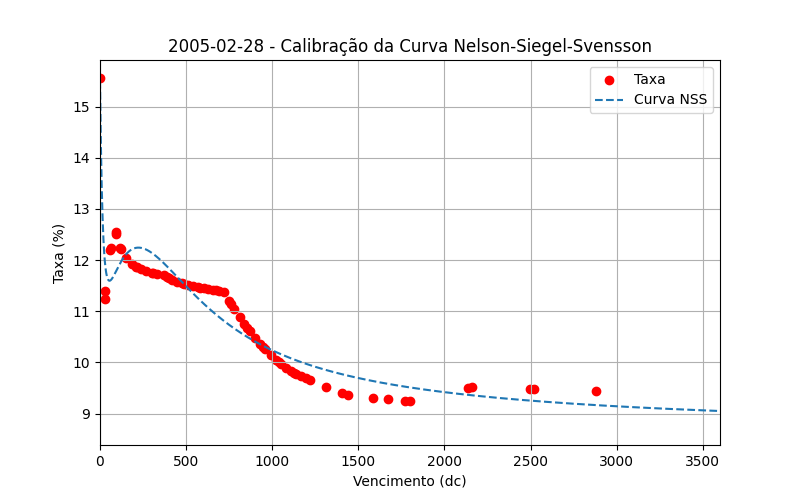 2005-02-28 - Calibração da Curva Nelson-Siegel-Svensson
Taxa
Curva NSS
15
14
13
12
11
10
9
Taxa (%)
0 500 1000 1500 2000 2500 3000 3500
Vencimento (dc)